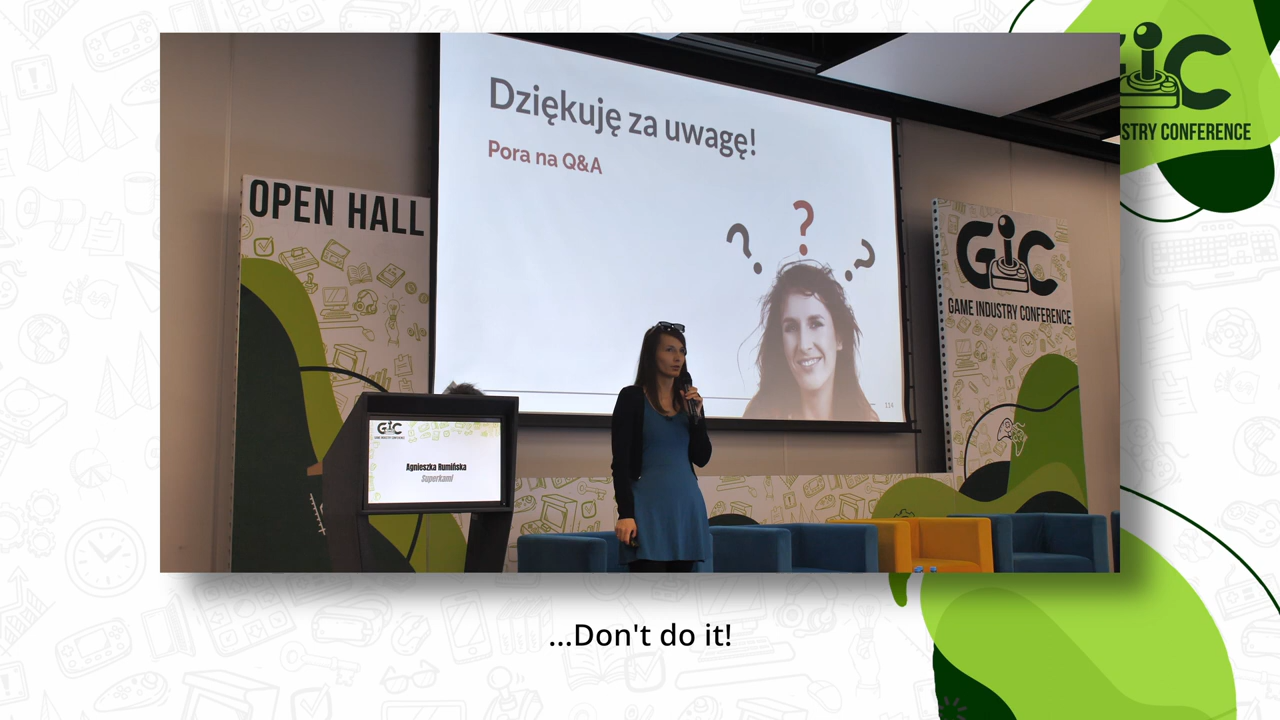 Dziękuję za uwagę!
Pora na Q&A
OPEN HALL
GIC
GAME INDUSTRY CONFERENCE
GIC
Agnieszka Rumińska
Superkami
114
STRY CONFERENCE
...Don't do it!